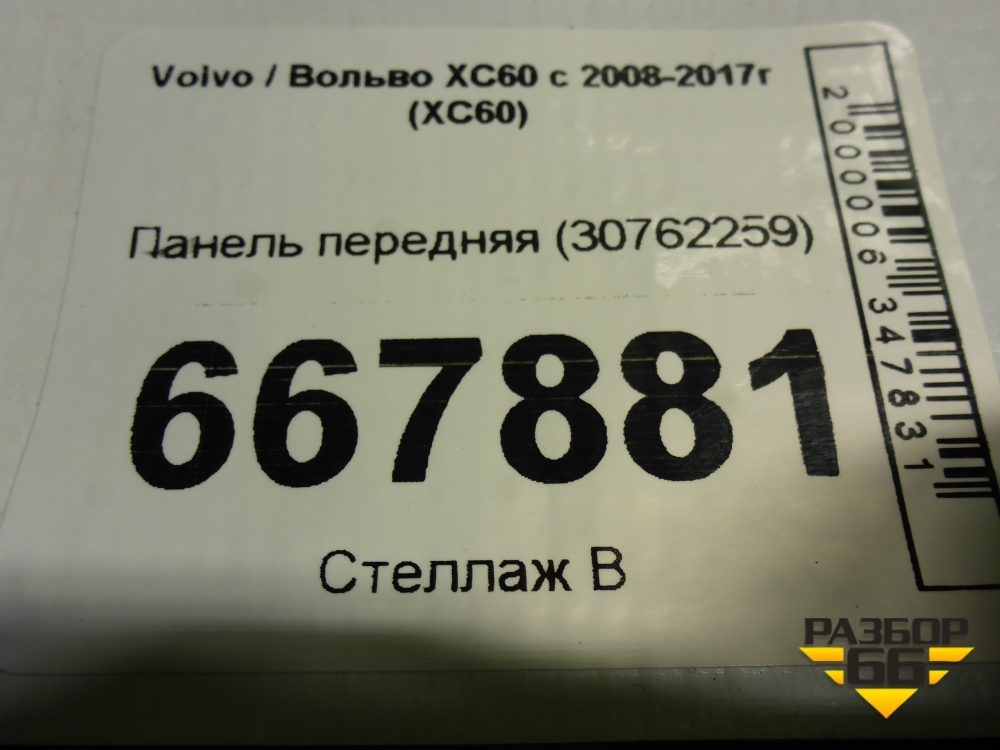 Volvo / Вольво XC60 с 2008-2017г
(XC60)
Панель передняя (30762259)
667881
Стеллаж В
2000006347831
РАЗБОР
66